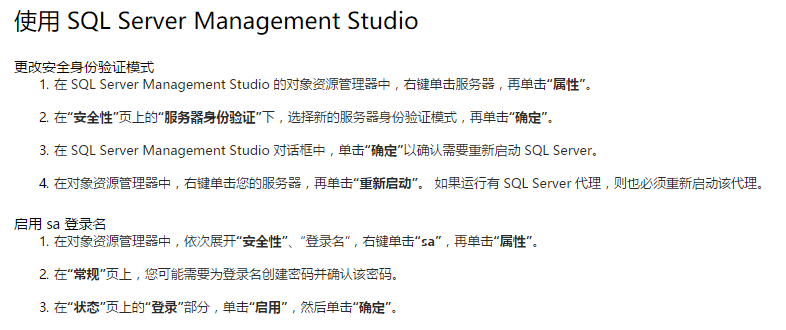 使用 SQL Server Management Studio
更改安全身份验证模式
1. 在 SQL Server Management Studio 的对象资源管理器中，右键单击服务器，再单击“属性”。
2. 在“安全性”页上的“服务器身份验证”下，选择新的服务器身份验证模式，再单击“确定”。
3. 在 SQL Server Management Studio 对话框中，单击“确定”以确认需要重新启动 SQL Server。
4. 在对象资源管理器中，右键单击您的服务器，再单击“重新启动”。 如果运行有 SQL Server 代理，则也必须重新启动该代理。
启用 sa 登录名
1. 在对象资源管理器中，依次展开“安全性”、“登录名”，右键单击“sa”，再单击“属性”。
2. 在“常规”页上，您可能需要为登录名创建密码并确认该密码。
3. 在“状态”页上的“登录”部分，单击“启用”，然后单击“确定”。